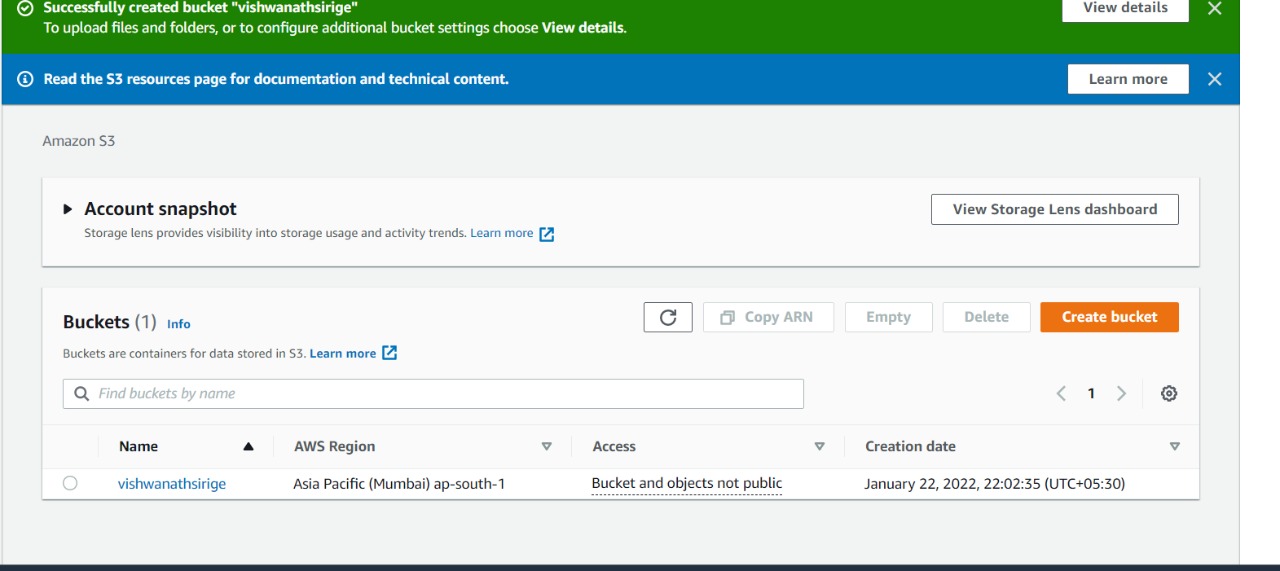 Successfully created bucket "vishwanathsirige"
To upload files and folders, or to configure additional bucket settings choose View details.
View details
Read the S3 resources page for documentation and technical content.
Learn more
Amazon S3
Account snapshot
Storage lens provides visibility into storage usage and activity trends. Learn more
View Storage Lens dashboard
Buckets (1) Info
Buckets are containers for data stored in S3. Learn more
Copy ARN
Empty
Delete
Create bucket
Find buckets by name
1
Name AWS Region Access Creation date
vishwanathsirige Asia Pacific (Mumbai) ap-south-1 Bucket and objects not public January 22, 2022, 22:02:35 (UTC+05:30)